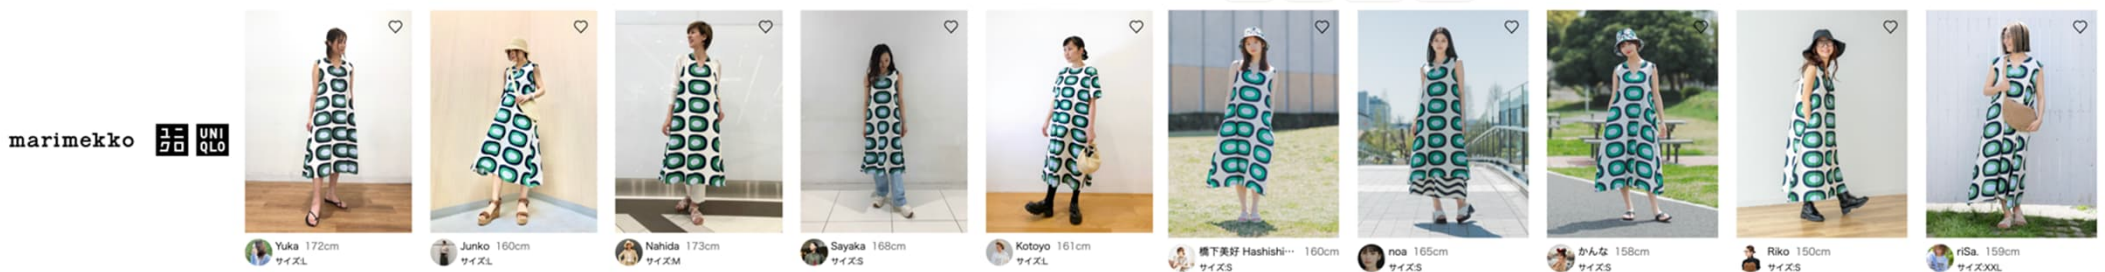 marimekko
ユニ
クロ
UNI
QLO
Yuka 172cm
サイズ:L
Junko 160cm
サイズ:L
Nahida 173cm
サイズ:M
Sayaka 168cm
サイズ:S
Kotoyo 161cm
サイズ:L
橋下美好 Hashishi… 160cm
サイズ:S
noa 165cm
サイズ:S
かんな 158cm
サイズ:S
Riko 150cm
サイズ:S
riSa. 159cm
サイズ:XXL